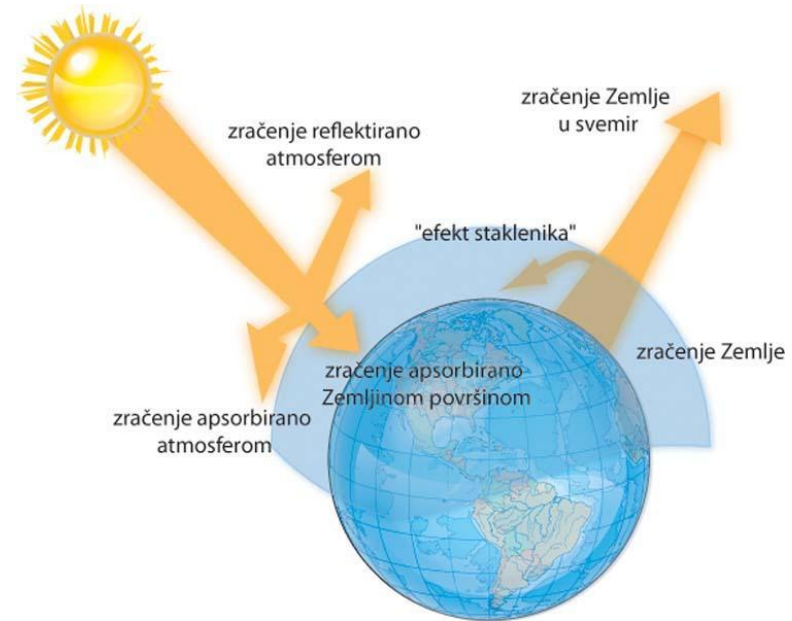 zračenje Zemlje
u svemir
zračenje reflektirano
atmosferom
"efekt staklenika"
zračenje Zemlje
zračenje apsorbirano
Zemljinom površinom
zračenje apsorbirano
atmosferom